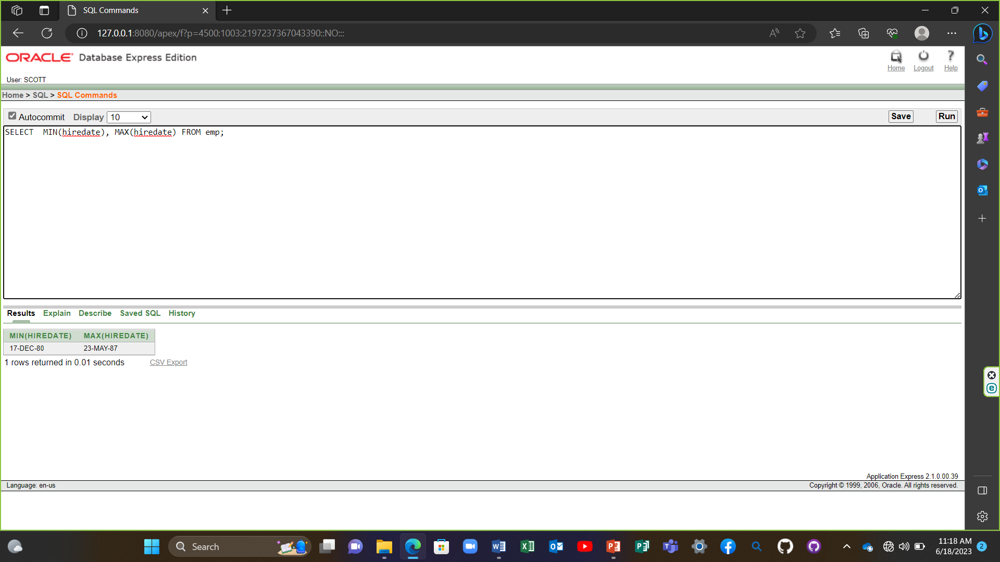 SQL Commands
127.0.0.1:8080/apex/f?p=4500:1003:2197237367043390::NO:::
ORACLE Database Express Edition
Home Logout Help
User: SCOTT
Home > SQL > SQL Commands
Autocommit Display 10 Save Run
SELECT  MIN(hiredate), MAX(hiredate) FROM emp;
Results Explain Describe Saved SQL History
MIN(HIREDATE) MAX(HIREDATE)
17-DEC-80 23-MAY-87
1 rows returned in 0.01 seconds CSV Export
Application Express 2.1.0.00.39
Language: en-us Copyright © 1999, 2006, Oracle. All rights reserved.
Search
11:18 AM
6/18/2023
2